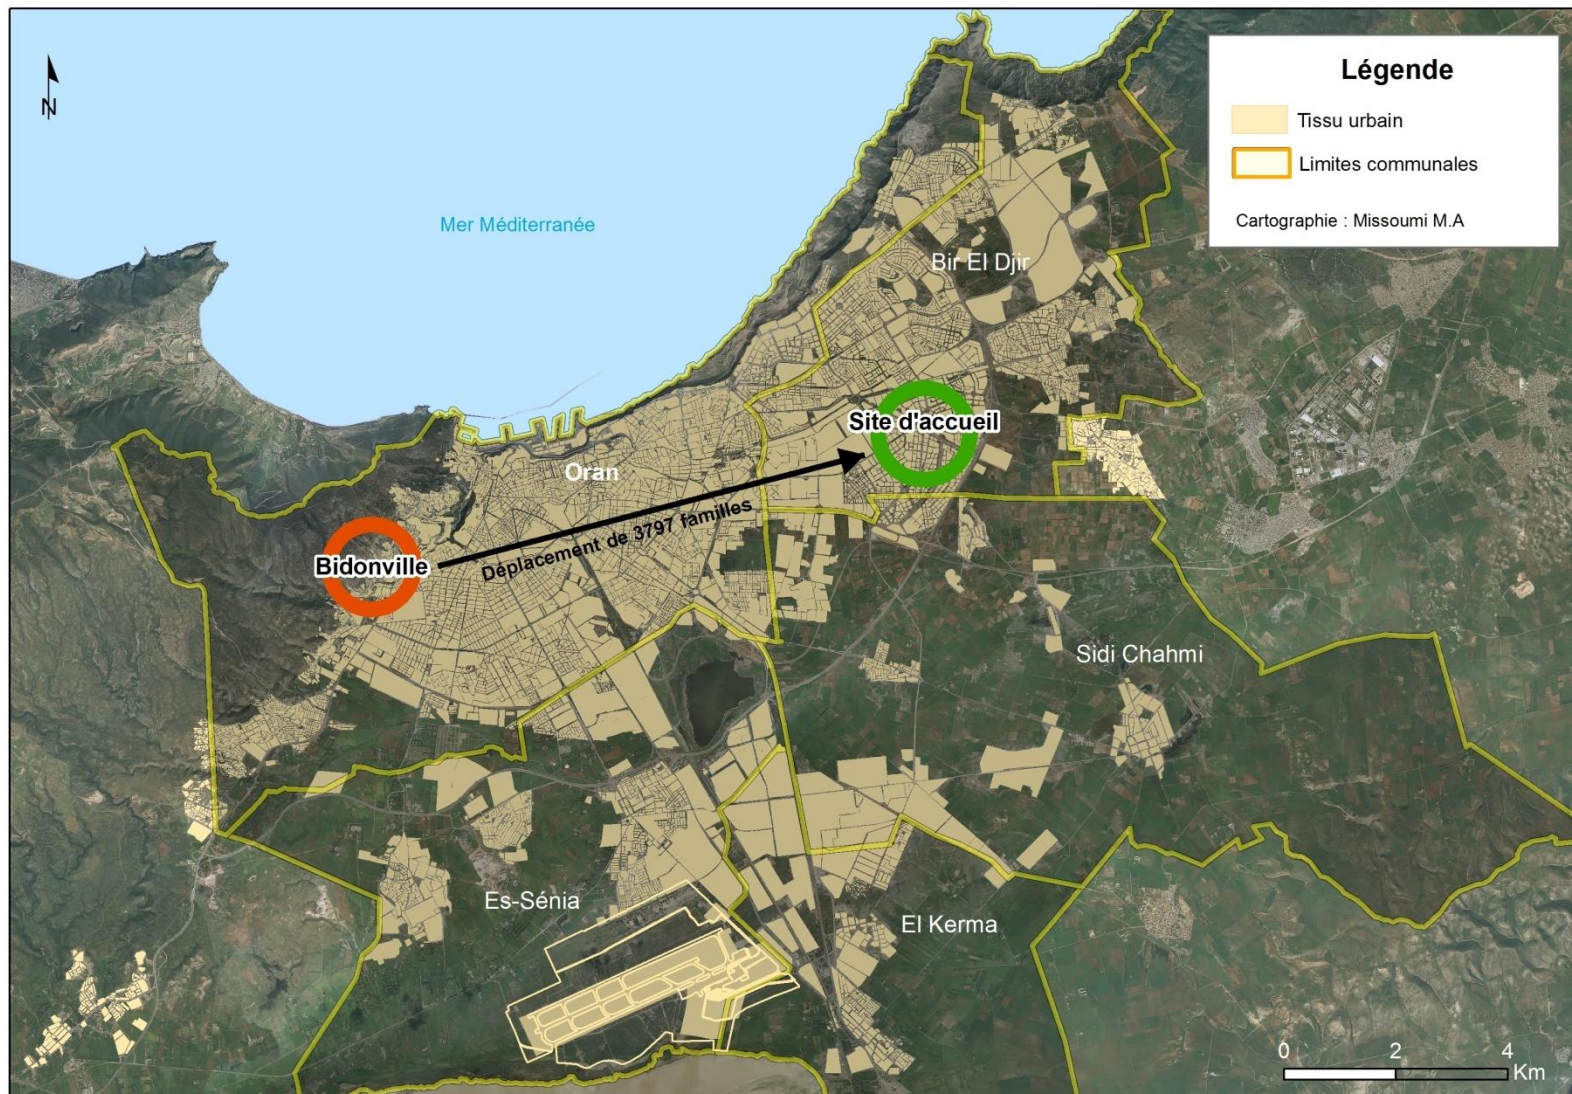 N
Légende
Tissu urbain
Limites communales
Cartographie : Missoumi M.A
Mer Méditerranée
Bir El Djir
Site d'accueil
Oran
Déplacement de 3797 familles
Bidonville
Sidi Chahmi
Es-Sénia
El Kerma
0 2 4
Km